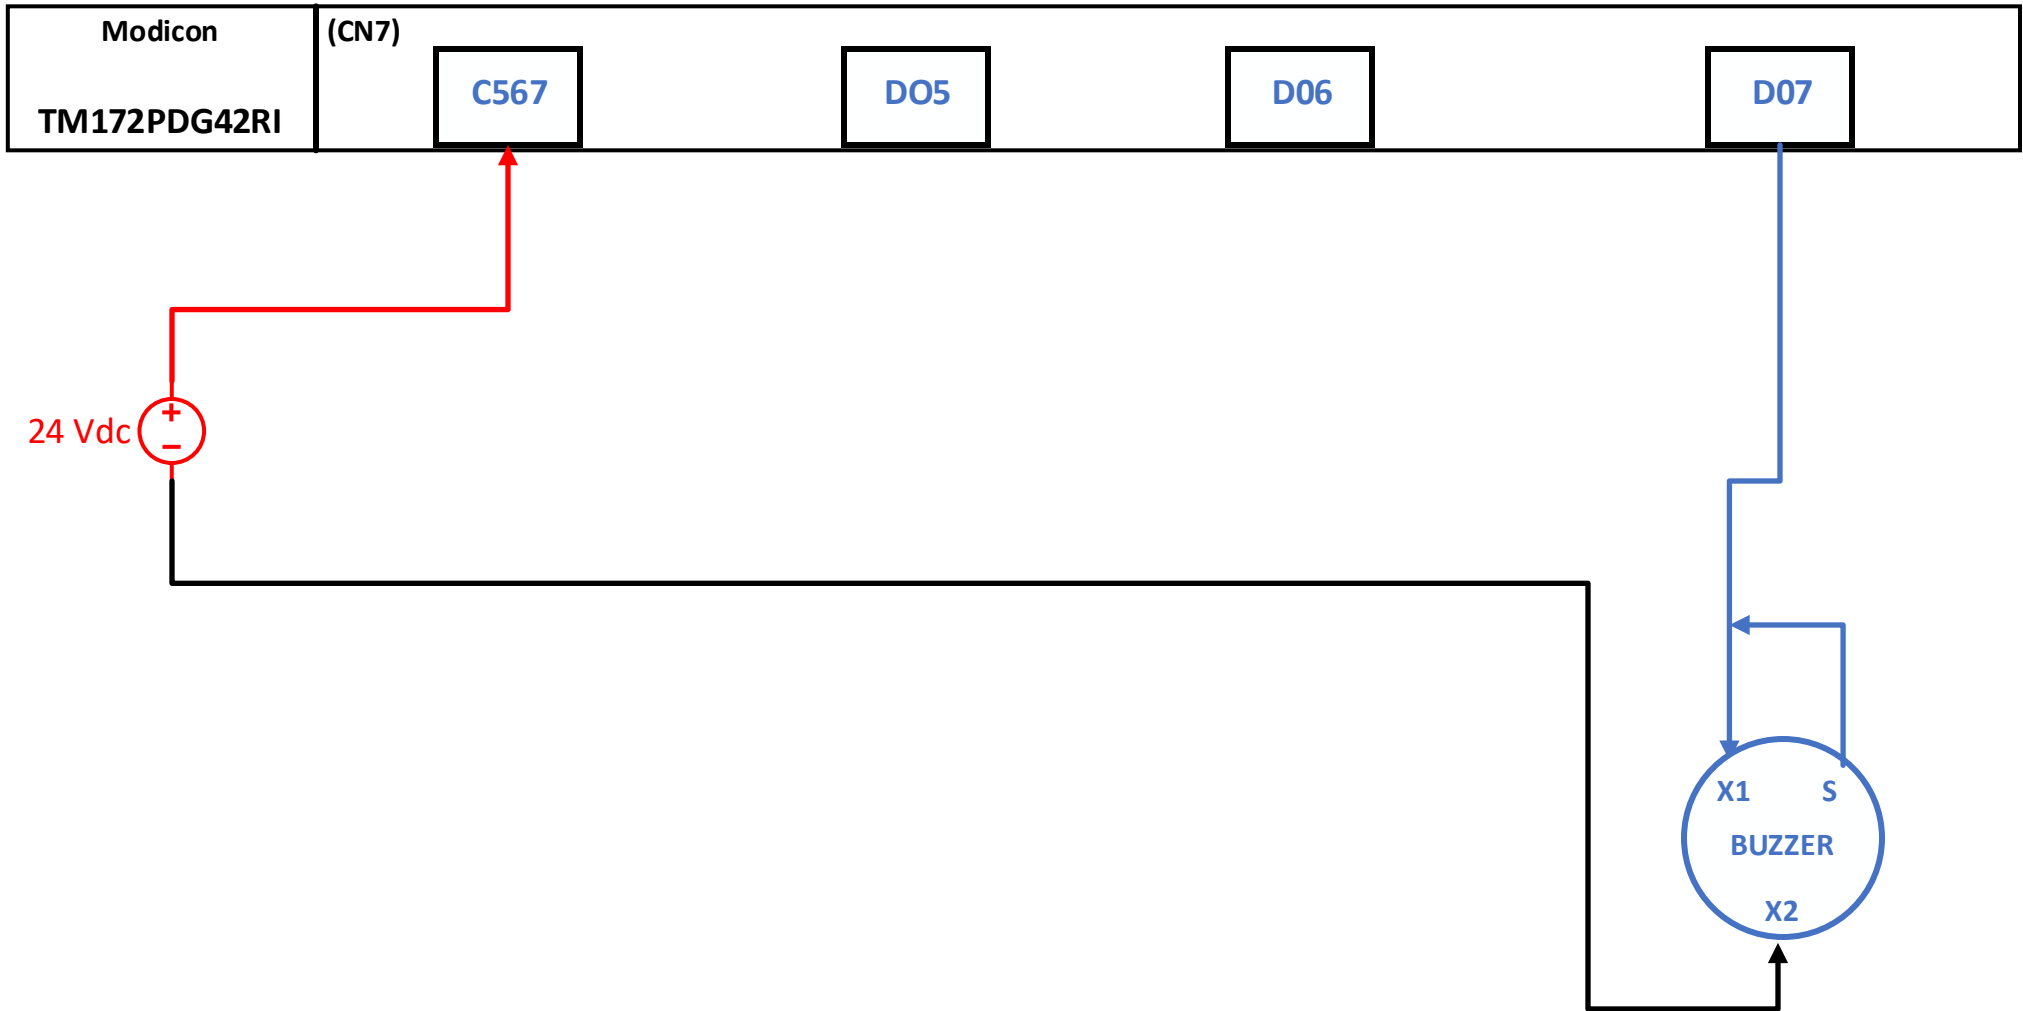 Modicon
TM172PDG42RI
(CN7)
C567
DO5
D06
D07
24 Vdc
+
−
X1 S
BUZZER
X2